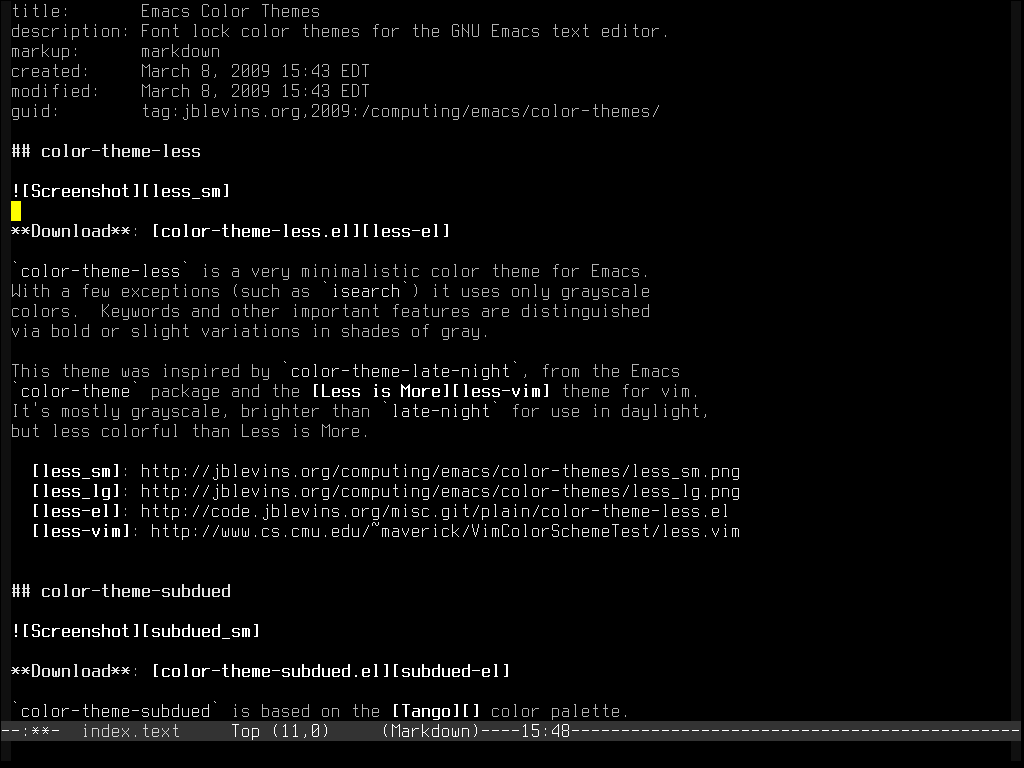 title:       Emacs Color Themes
description: Font lock color themes for the GNU Emacs text editor.
markup:      markdown
created:     March 8, 2009 15:43 EDT
modified:    March 8, 2009 15:43 EDT
guid:        tag:jblevins.org,2009:/computing/emacs/color-themes/

## color-theme-less

![Screenshot][less_sm]

**Download**: [color-theme-less.el][less-el]

`color-theme-less` is a very minimalistic color theme for Emacs.
With a few exceptions (such as `isearch`) it uses only grayscale
colors.  Keywords and other important features are distinguished
via bold or slight variations in shades of gray.

This theme was inspired by `color-theme-late-night`, from the Emacs
`color-theme` package and the [Less is More][less-vim] theme for vim.
It's mostly grayscale, brighter than `late-night` for use in daylight,
but less colorful than Less is More.

  [less_sm]: http://jblevins.org/computing/emacs/color-themes/less_sm.png
  [less_lg]: http://jblevins.org/computing/emacs/color-themes/less_lg.png
  [less-el]: http://code.jblevins.org/misc.git/plain/color-theme-less.el
  [less-vim]: http://www.cs.cmu.edu/~maverick/VimColorSchemeTest/less.vim


## color-theme-subdued

![Screenshot][subdued_sm]

**Download**: [color-theme-subdued.el][subdued-el]

`color-theme-subdued` is based on the [Tango][] color palette.
--:**-  index.text     Top (11,0)     (Markdown)----15:48---------------------------------------------